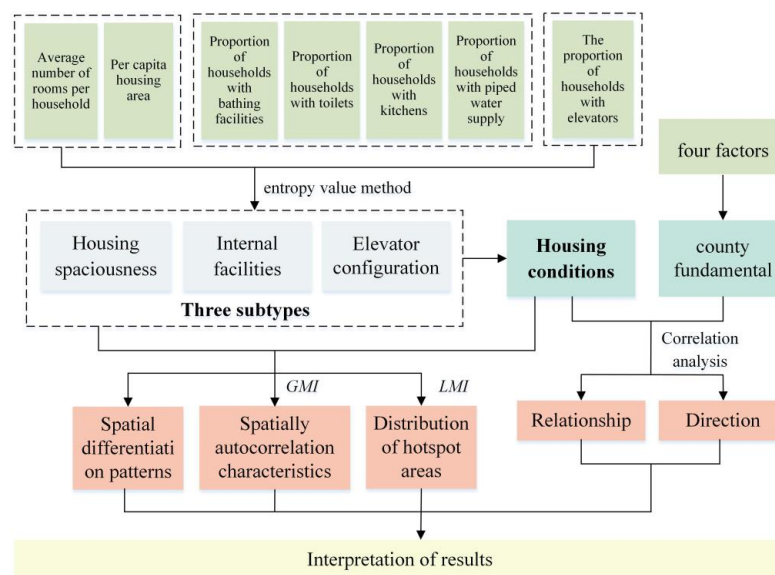 Average
number of
rooms per
household
Per capita
housing
area
Proportion
of
households
with
bathing
facilities
Proportion
of
households
with toilets
Proportion
of
households
with
kitchens
Proportion
of
households
with piped
water
supply
The
proportion
of
households
with
elevators
four factors
entropy value method
Housing
spaciousness
Internal
facilities
Elevator
configuration
Three subtypes
Housing
conditions
county
fundamental
Correlation
analysis
GMI
LMI
Spatial
differentiati
on patterns
Spatially
autocorrelation
characteristics
Distribution
of hotspot
areas
Relationship
Direction
Interpretation of results